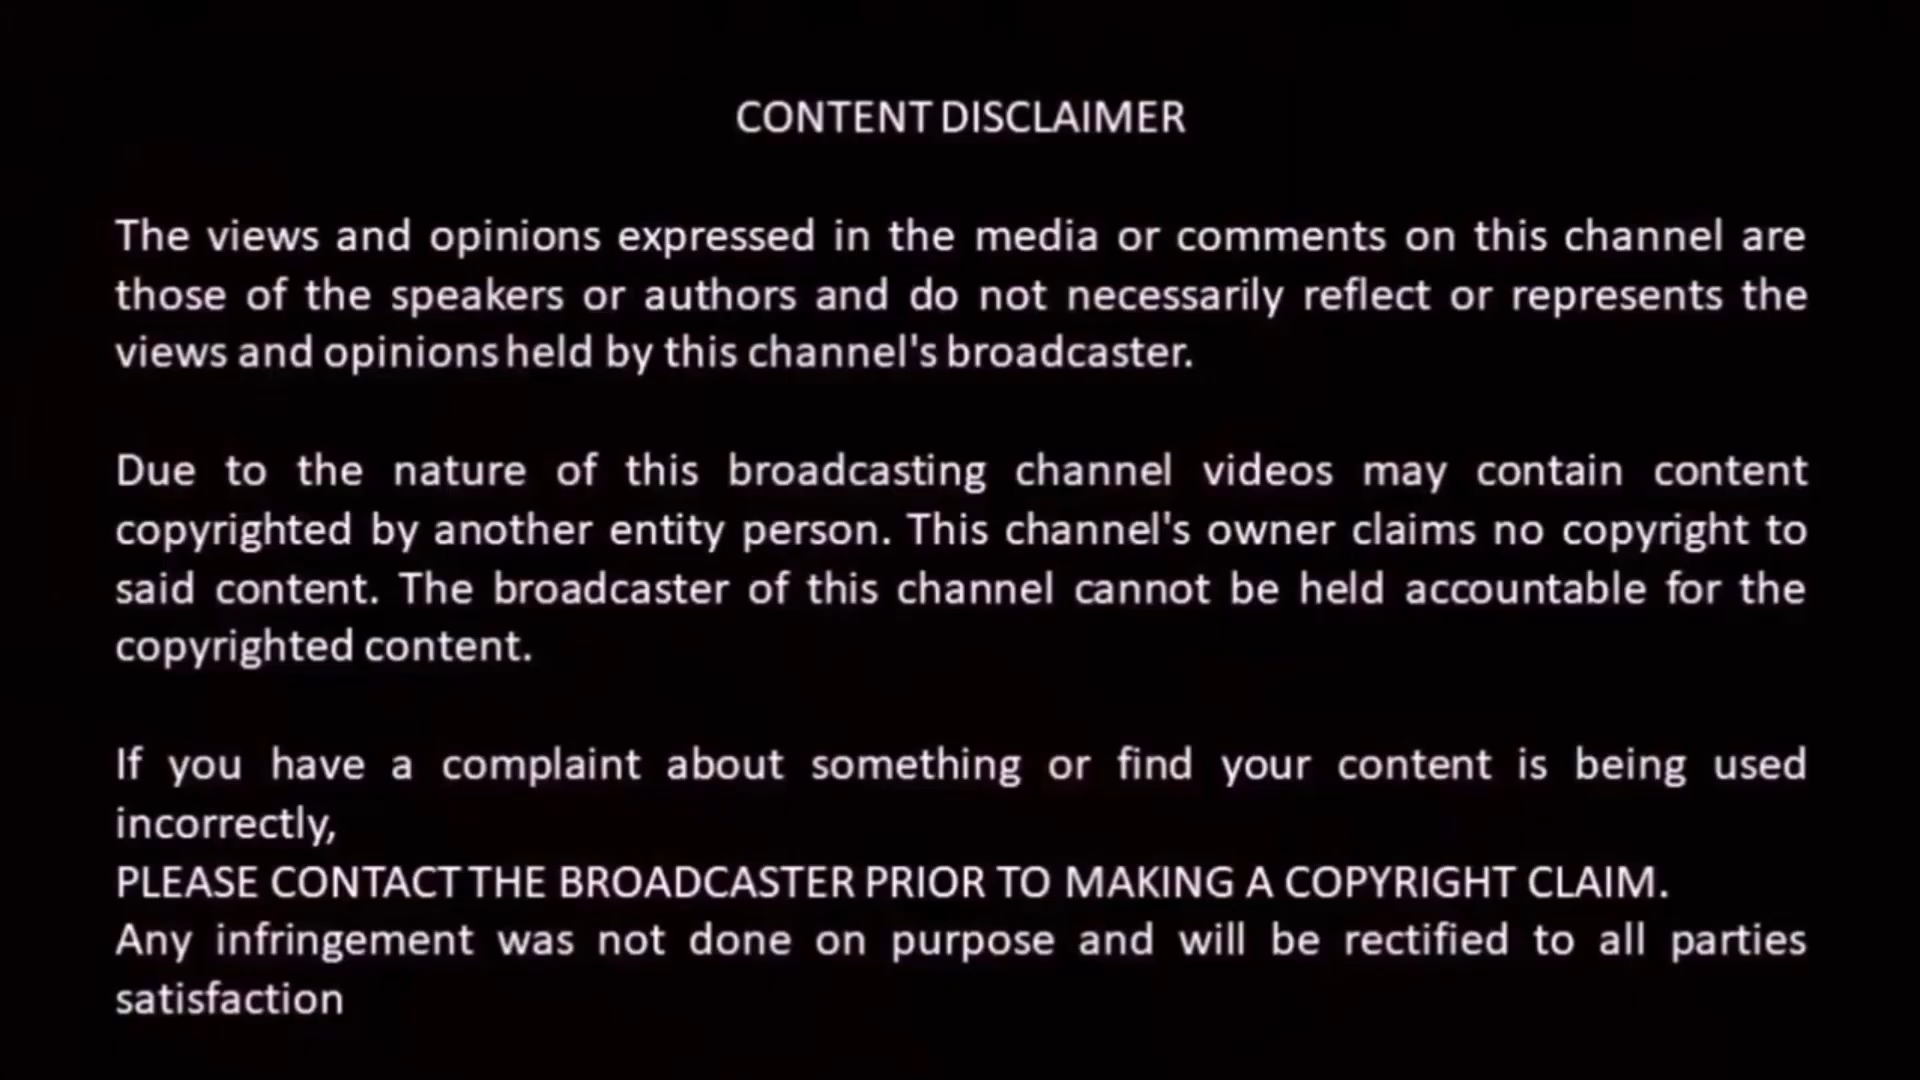 CONTENT DISCLAIMER
The views and opinions expressed in the media or comments on this channel are
those of the speakers or authors and do not necessarily reflect or represents the
views and opinions held by this channel's broadcaster.
Due to the nature of this broadcasting channel videos may contain content
copyrighted by another entity person. This channel's owner claims no copyright to
said content. The broadcaster of this channel cannot be held accountable for the
copyrighted content.
If you have a complaint about something or find your content is being used
incorrectly,
PLEASE CONTACT THE BROADCASTER PRIOR TO MAKING A COPYRIGHT CLAIM.
Any infringement was not done on purpose and will be rectified to all parties
satisfaction